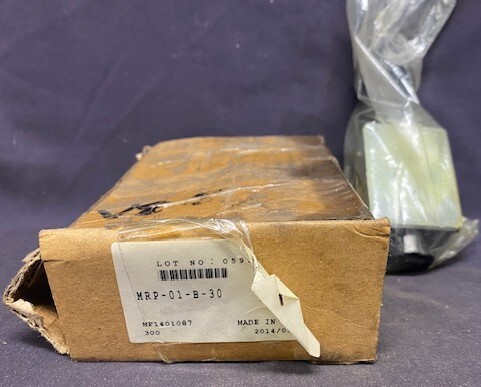 LOT NO: 059
MRP-01-B-30
MF1401087 MADE IN
300 2014/0